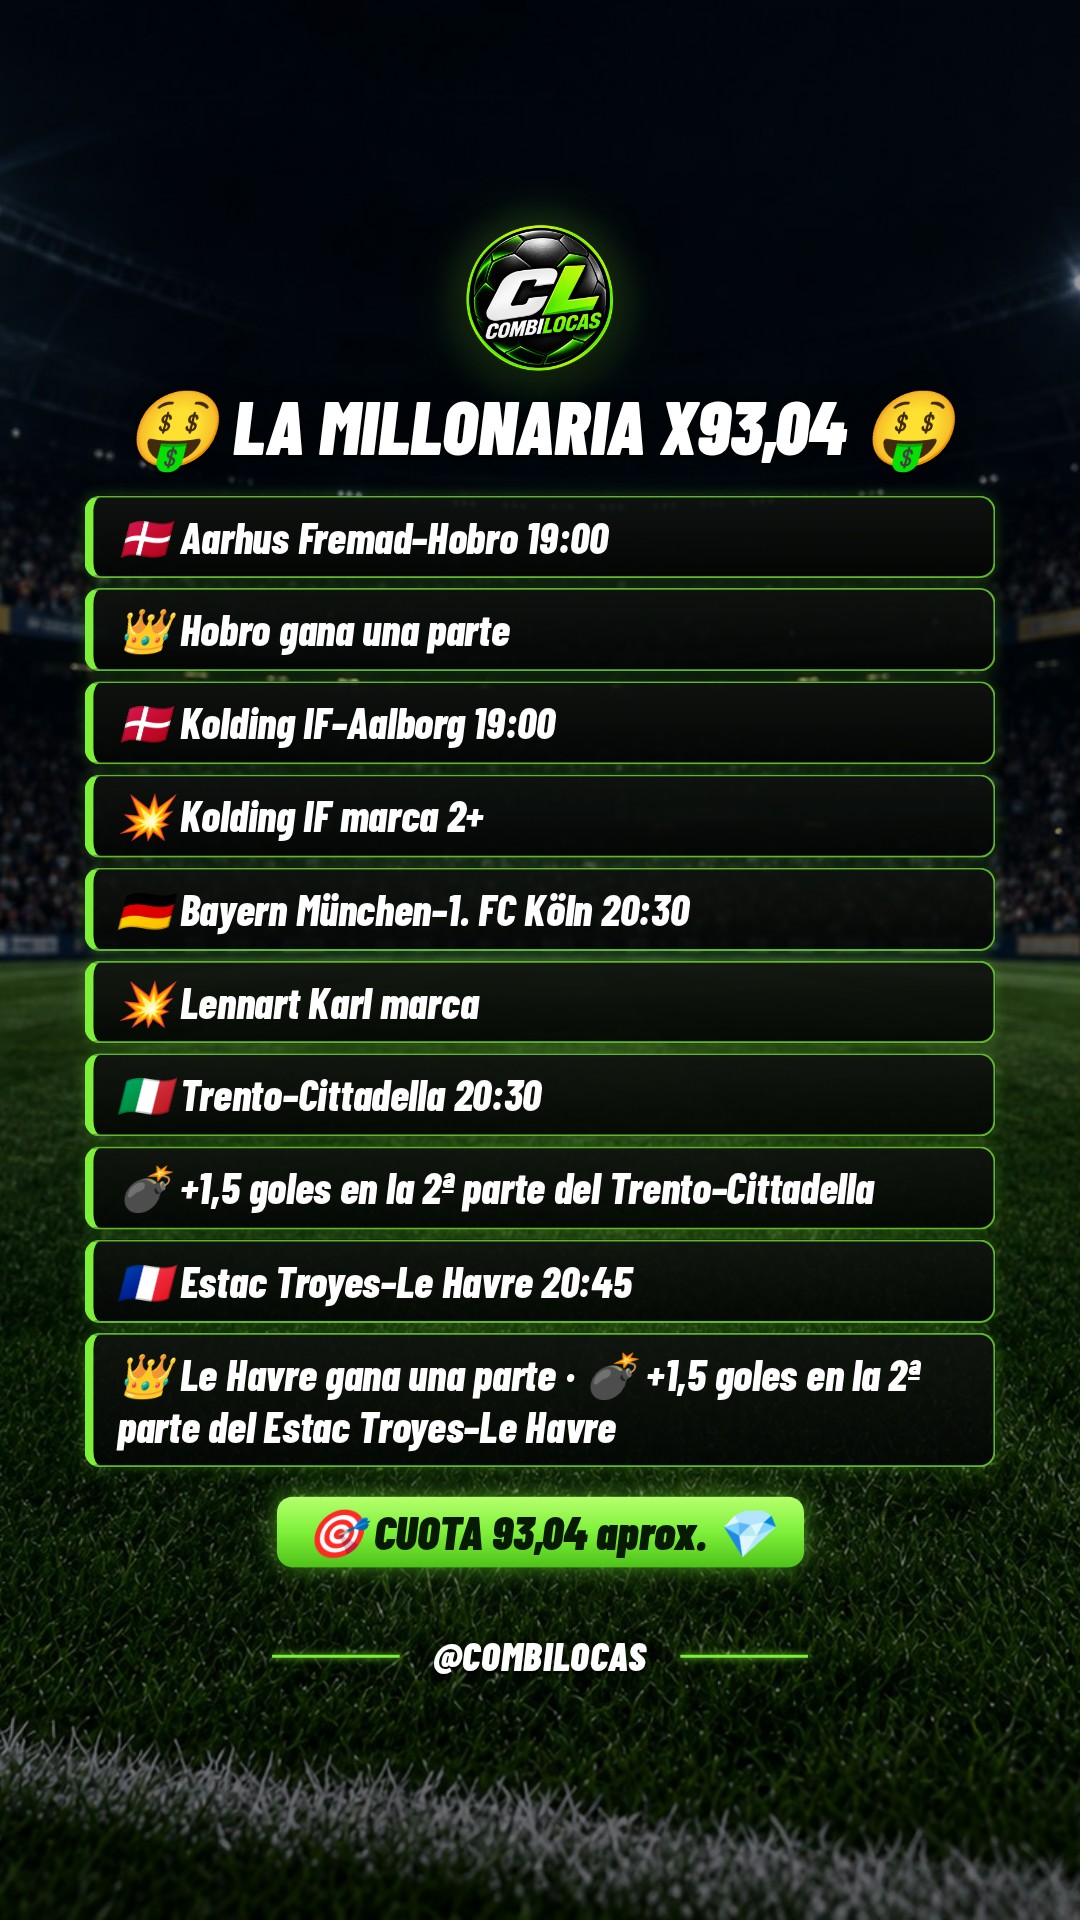 CL
COMBILOCAS
🤑 LA MILLONARIA X93,04 🤑
🇩🇰 Aarhus Fremad-Hobro 19:00
👑 Hobro gana una parte
🇩🇰 Kolding IF-Aalborg 19:00
💥 Kolding IF marca 2+
🇩🇪 Bayern München-1. FC Köln 20:30
💥 Lennart Karl marca
🇮🇹 Trento-Cittadella 20:30
💣 +1,5 goles en la 2ª parte del Trento-Cittadella
🇫🇷 Estac Troyes-Le Havre 20:45
👑 Le Havre gana una parte · 💣 +1,5 goles en la 2ª
parte del Estac Troyes-Le Havre
🎯 CUOTA 93,04 aprox. 💎
@COMBILOCAS